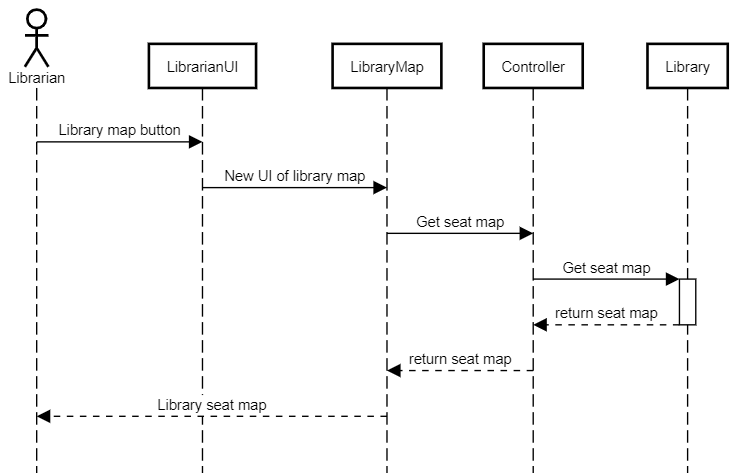 Librarian
LibrarianUI
LibraryMap
Controller
Library
Library map button
New UI of library map
Get seat map
Get seat map
return seat map
return seat map
Library seat map